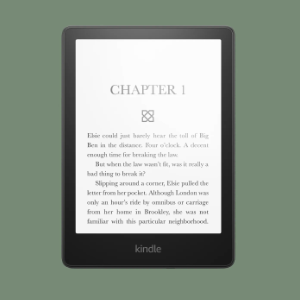 CHAPTER 1
Elsie could just barely hear the toll of Big
Ben in the distance. Four o'clock. A decent
enough time for breaking the law.
But when the law wasn't fit, was it really a
bad thing to break it?
Slipping around a corner, Elsie pulled the
letter from her pocket. Although London was
only an hour's ride by omnibus or carriage
from her home in Brookley, she was not
familiar with this particular neighborhood.
kindle